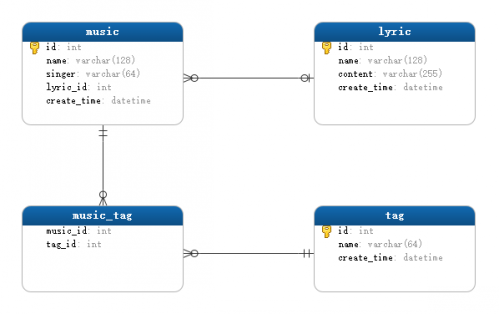 music
id: int
name: varchar(128)
singer: varchar(64)
lyric_id: int
create_time: datetime
lyric
id: int
name: varchar(128)
content: varchar(255)
create_time: datetime
music_tag
music_id: int
tag_id: int
tag
id: int
name: varchar(64)
create_time: datetime